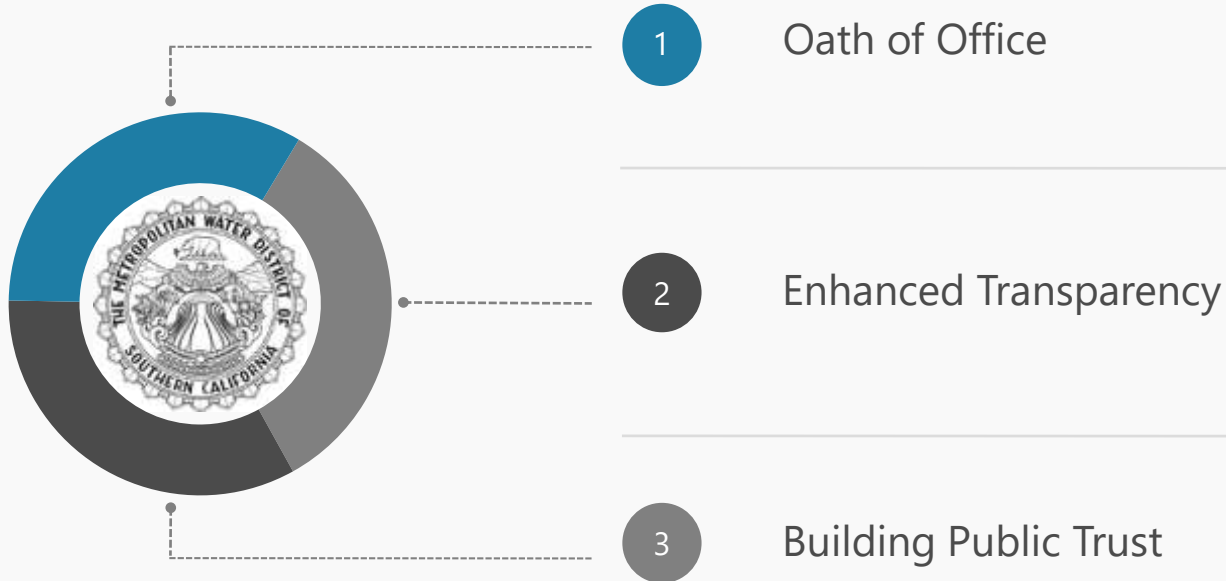 1 Oath of Office
THE METROPOLITAN WATER DISTRICT OF
SOUTHERN CALIFORNIA
2 Enhanced Transparency
3 Building Public Trust